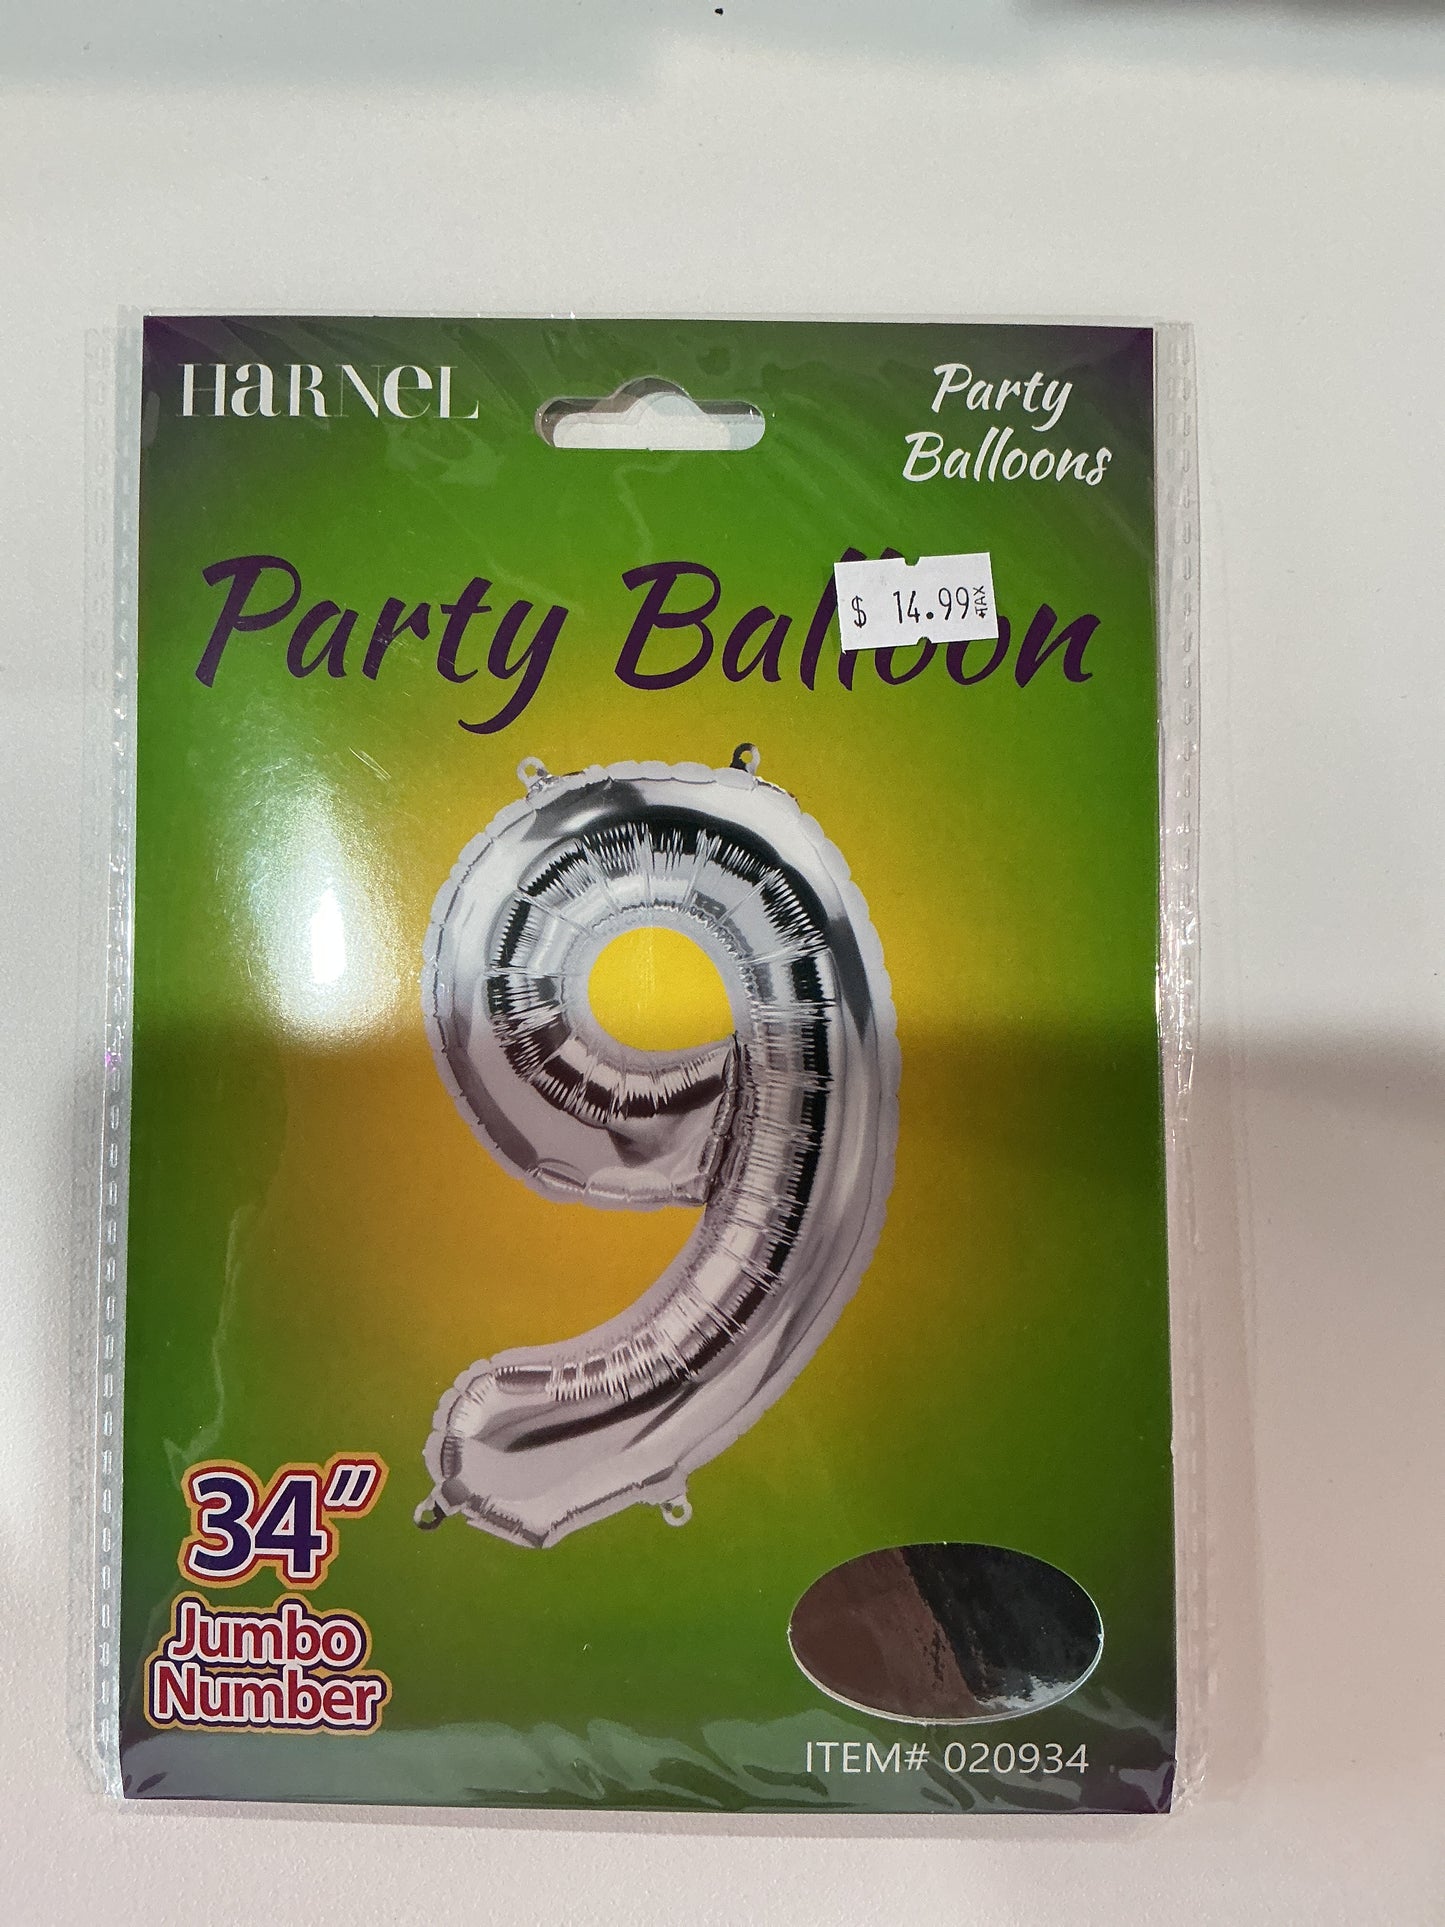 HARNEL
Party
Balloons
Party Balloon
$ 14.99 +TAX
34”
Jumbo
Number
ITEM# 020934